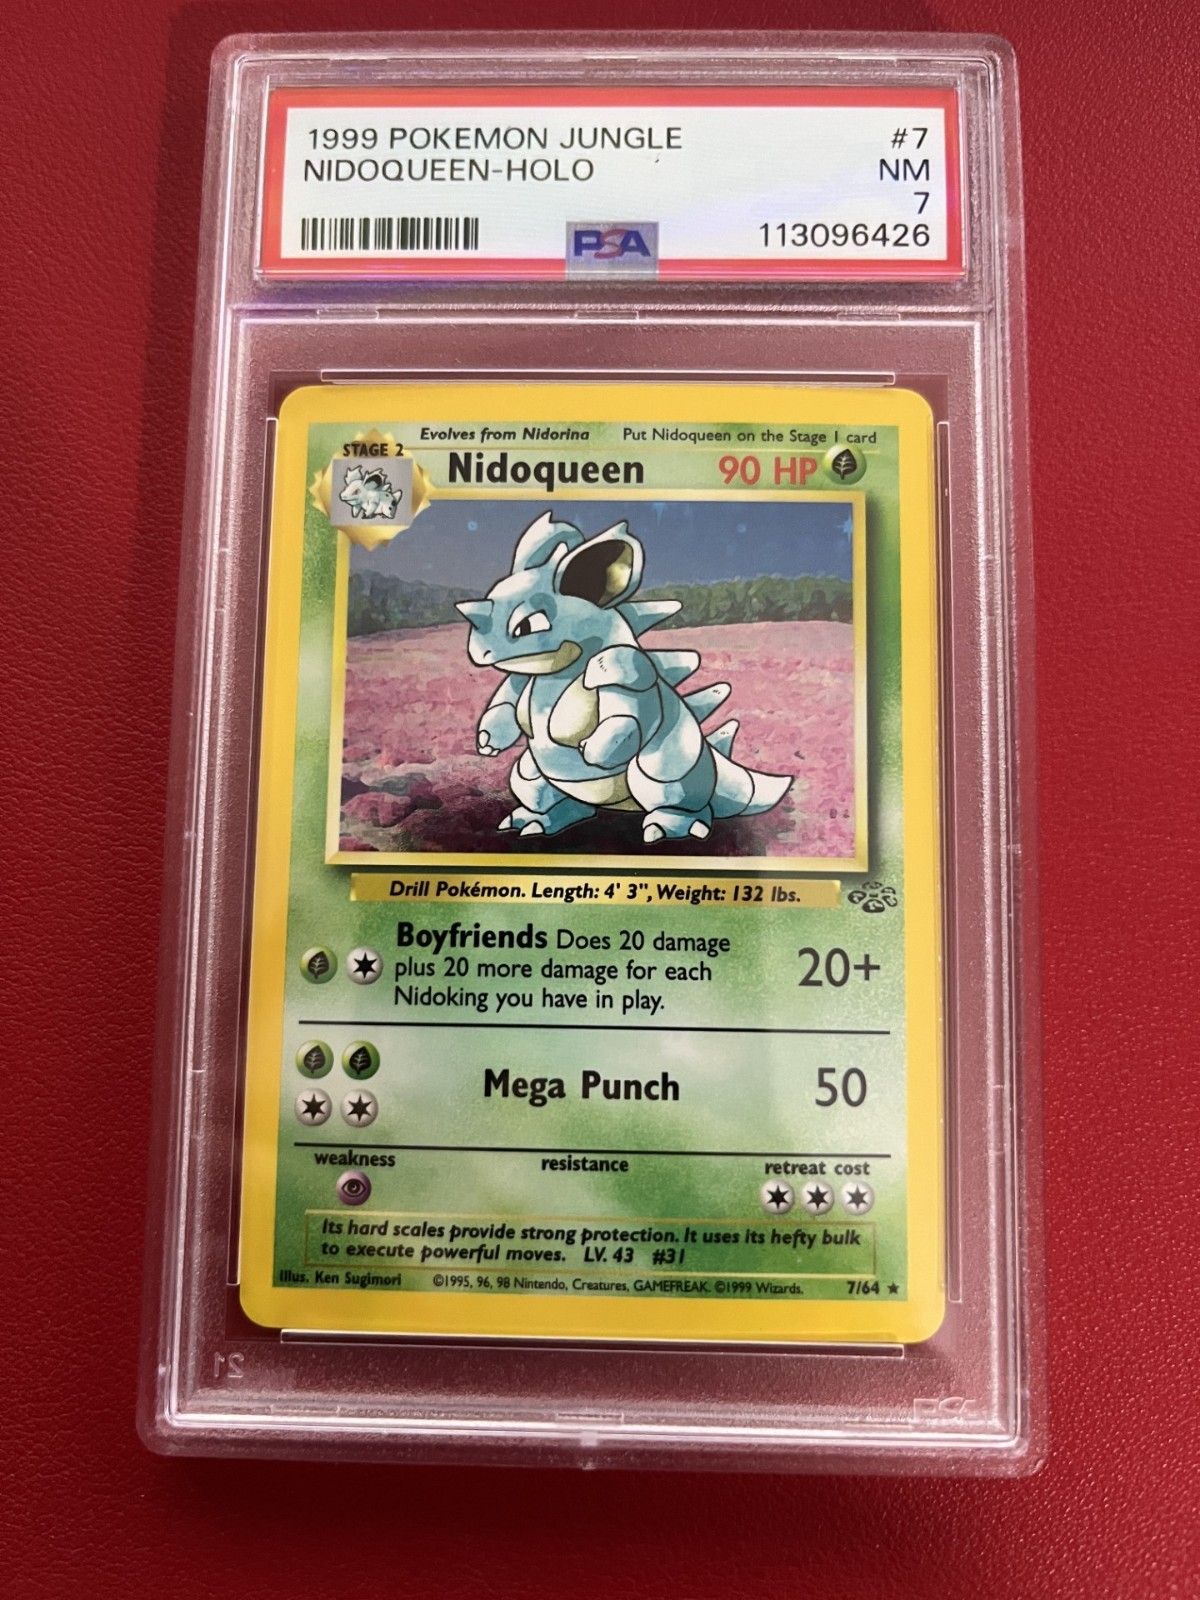 1999 POKEMON JUNGLE #7
NIDOQUEEN-HOLO NM
7
PSA 113096426
Evolves from Nidorina Put Nidoqueen on the Stage 1 card
STAGE 2
Nidoqueen 90 HP
Drill Pokémon. Length: 4' 3", Weight: 132 lbs.
Boyfriends Does 20 damage
plus 20 more damage for each
Nidoking you have in play.
20+
Mega Punch 50
weakness resistance retreat cost
Its hard scales provide strong protection. It uses its hefty bulk
to execute powerful moves. LV. 43 #31
Illus. Ken Sugimori ©1995, 96, 98 Nintendo, Creatures, GAMEFREAK. ©1999 Wizards. 7/64 ★